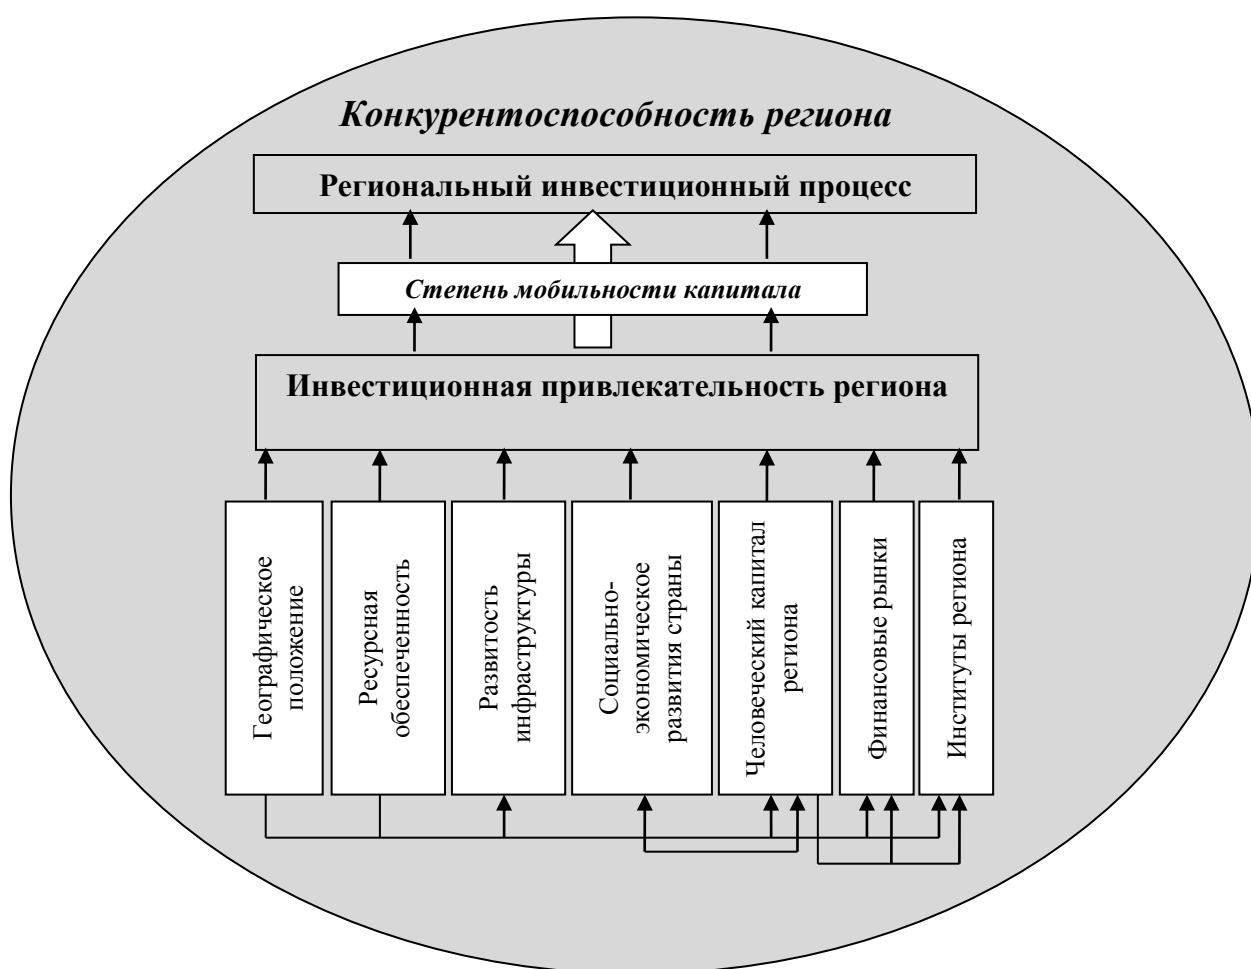 Конкурентоспособность региона
Региональный инвестиционный процесс
Степень мобильности капитала
Инвестиционная привлекательность региона
Географическое
положение
Ресурсная
обеспеченность
Развитость
инфраструктуры
Социально-
экономическое
развития страны
Человеческий капитал
региона
Финансовые рынки
Институты региона